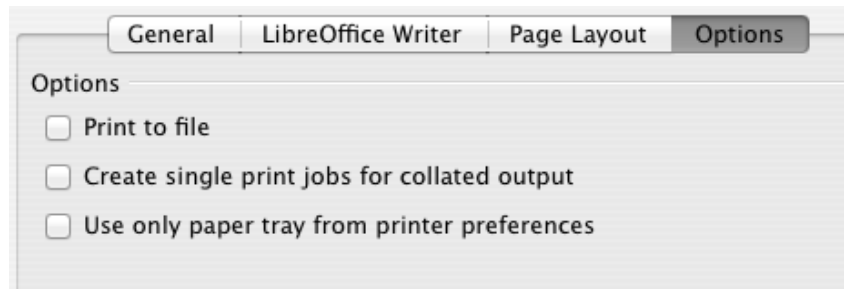 General LibreOffice Writer Page Layout Options
Options
Print to file
Create single print jobs for collated output
Use only paper tray from printer preferences